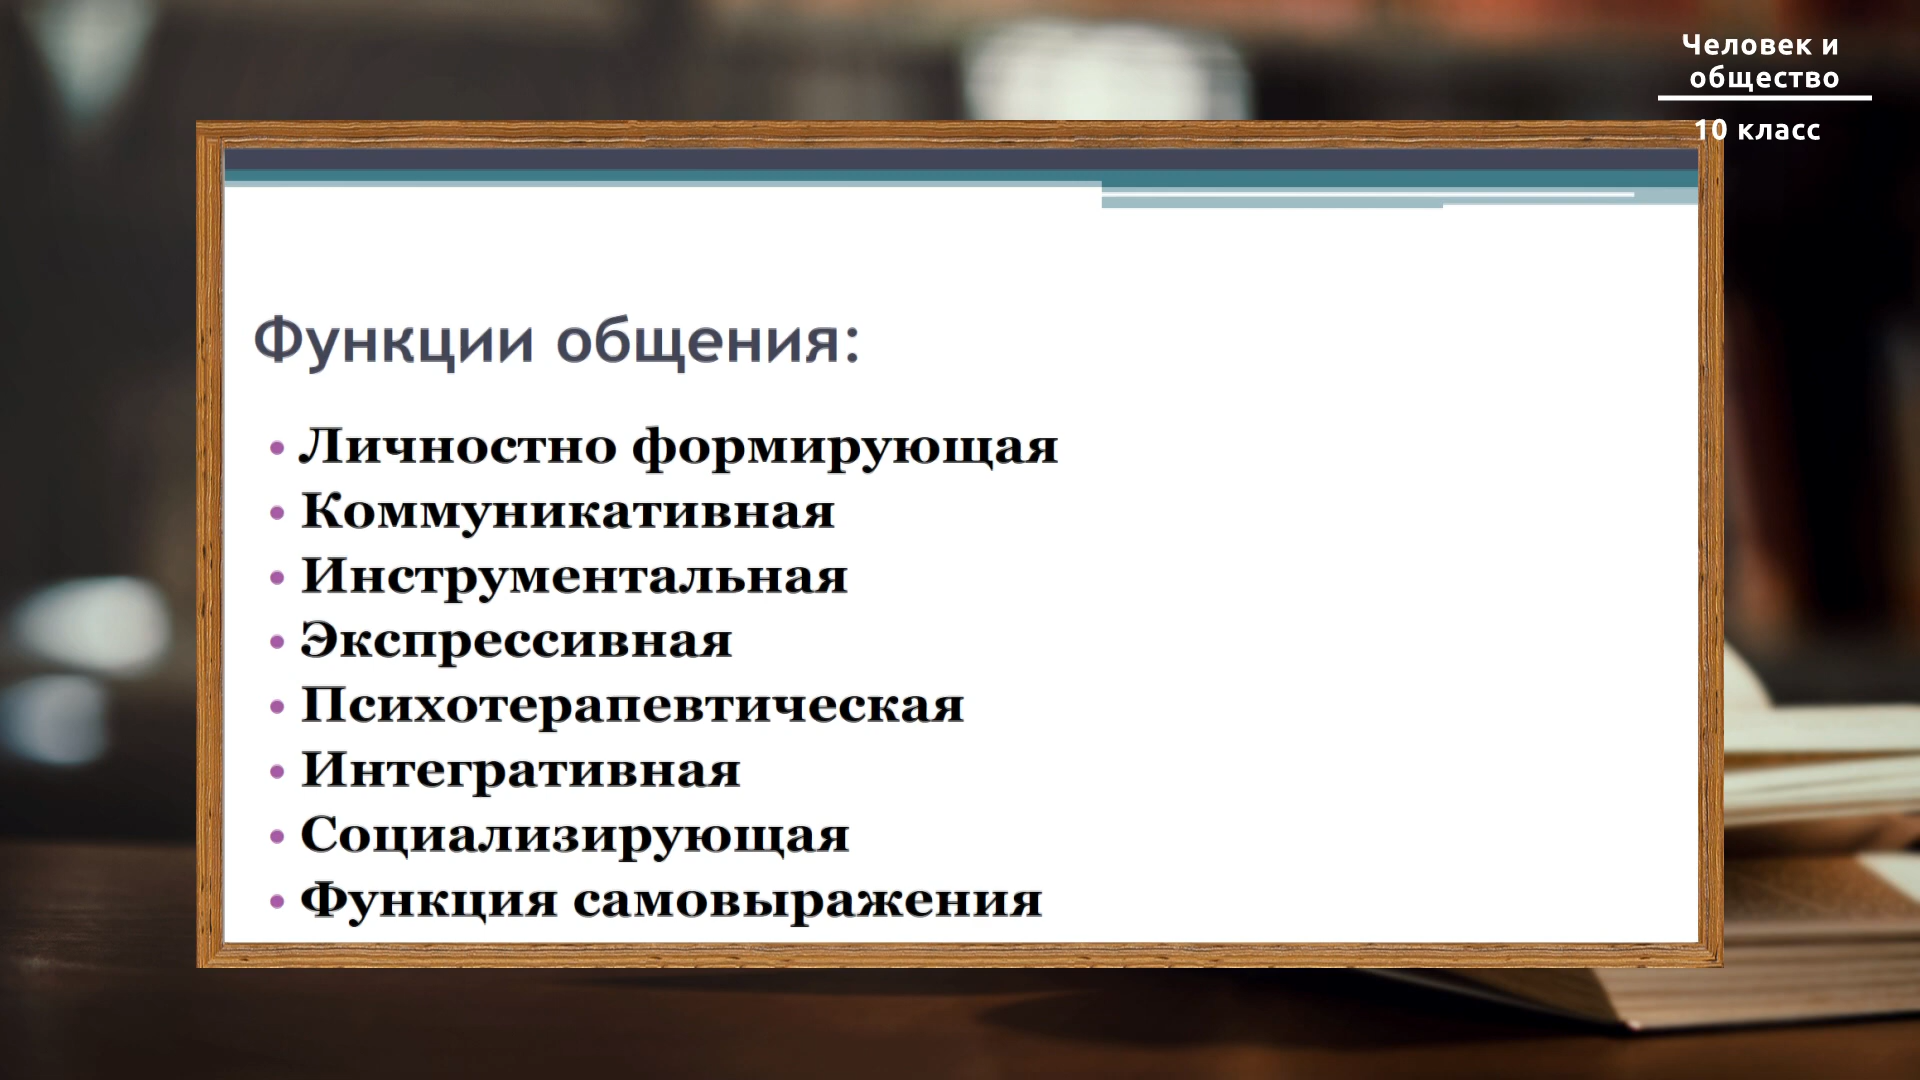 Человек и
общество
10 класс
Функции общения:
• Личностно формирующая
• Коммуникативная
• Инструментальная
• Экспрессивная
• Психотерапевтическая
• Интегративная
• Социализирующая
• Функция самовыражения